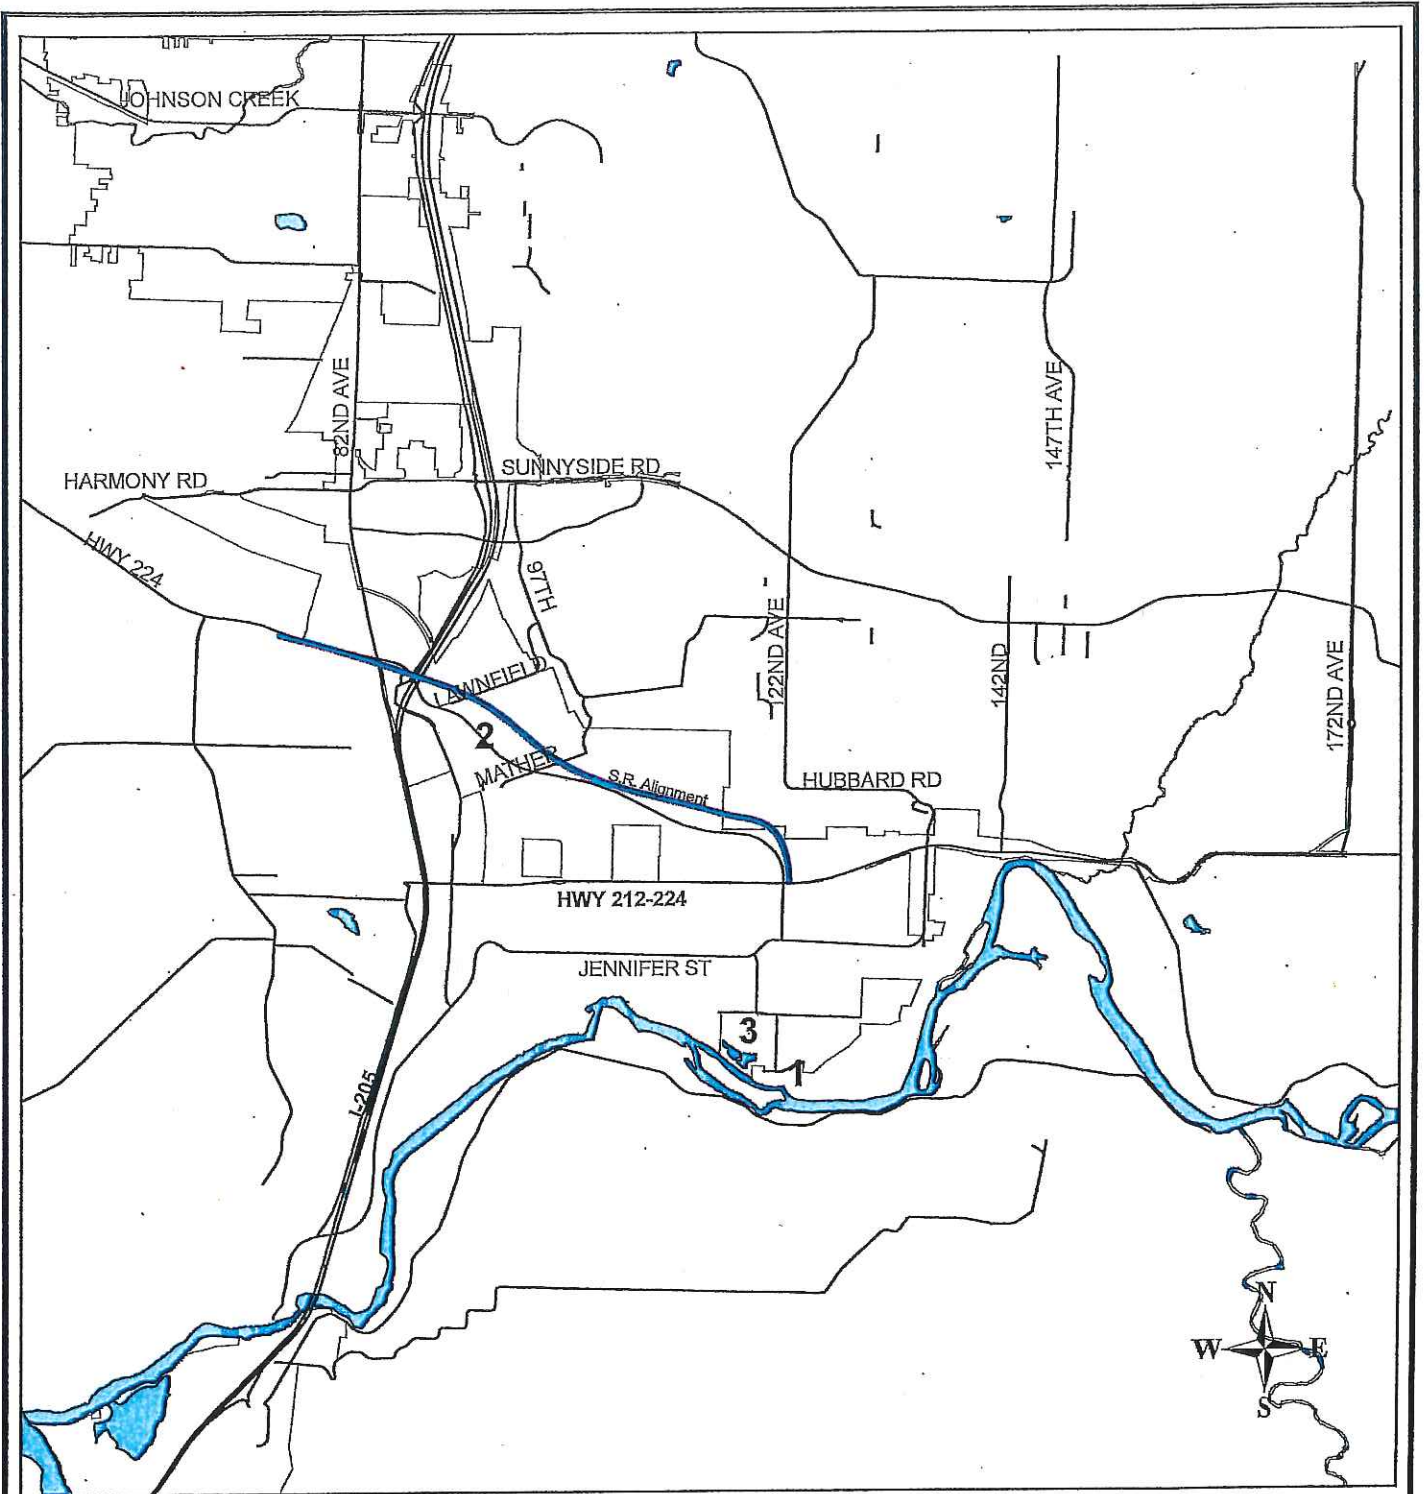 JOHNSON CREEK
82ND AVE
147TH AVE
HARMONY RD
SUNNYSIDE RD
HWY 224
97TH
122ND AVE
142ND
172ND AVE
LAWNFIELD
2
MATHER
S.R. Alignment
HUBBARD RD
HWY 212-224
JENNIFER ST
3
1
I-205
N
W E
S